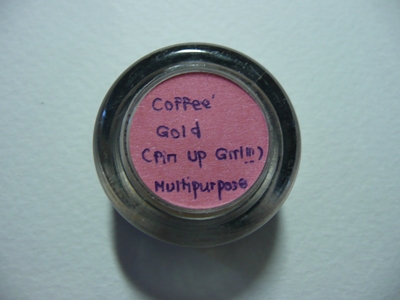 Coffee'
Gold
(Pin Up Girl!!!)
Multipurpose